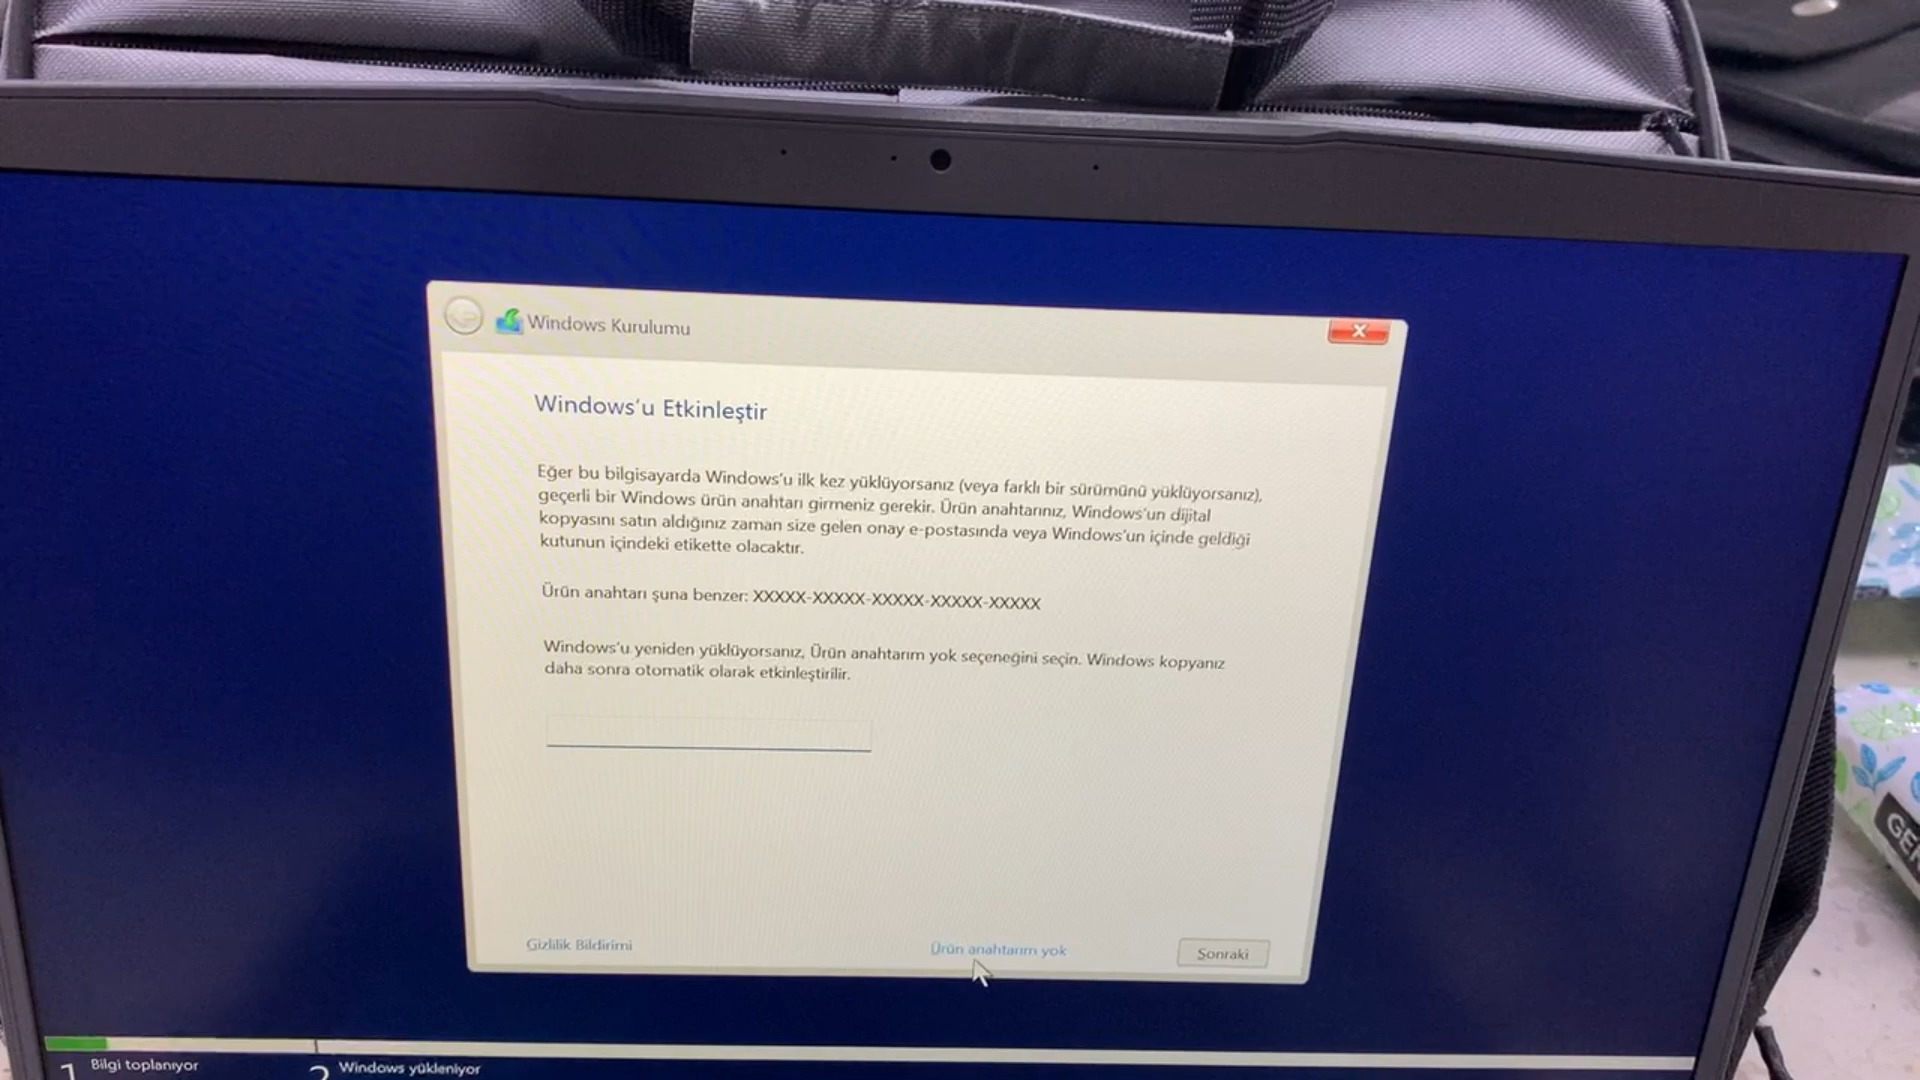 Windows Kurulumu
Windows'u Etkinleştir
Eğer bu bilgisayarda Windows'u ilk kez yüklüyorsanız (veya farklı bir sürümünü yüklüyorsanız),
geçerli bir Windows ürün anahtarı girmeniz gerekir. Ürün anahtarınız, Windows'un dijital
kopyasını satın aldığınız zaman size gelen onay e-postasında veya Windows'un içinde geldiği
kutunun içindeki etikette olacaktır.
Ürün anahtarı şuna benzer: XXXXX-XXXXX-XXXXX-XXXXX-XXXXX
Windows'u yeniden yüklüyorsanız, Ürün anahtarım yok seçeneğini seçin. Windows kopyanız
daha sonra otomatik olarak etkinleştirilir.
Gizlilik Bildirimi
Ürün anahtarım yok
Sonraki
1 Bilgi toplanıyor
2 Windows yükleniyor